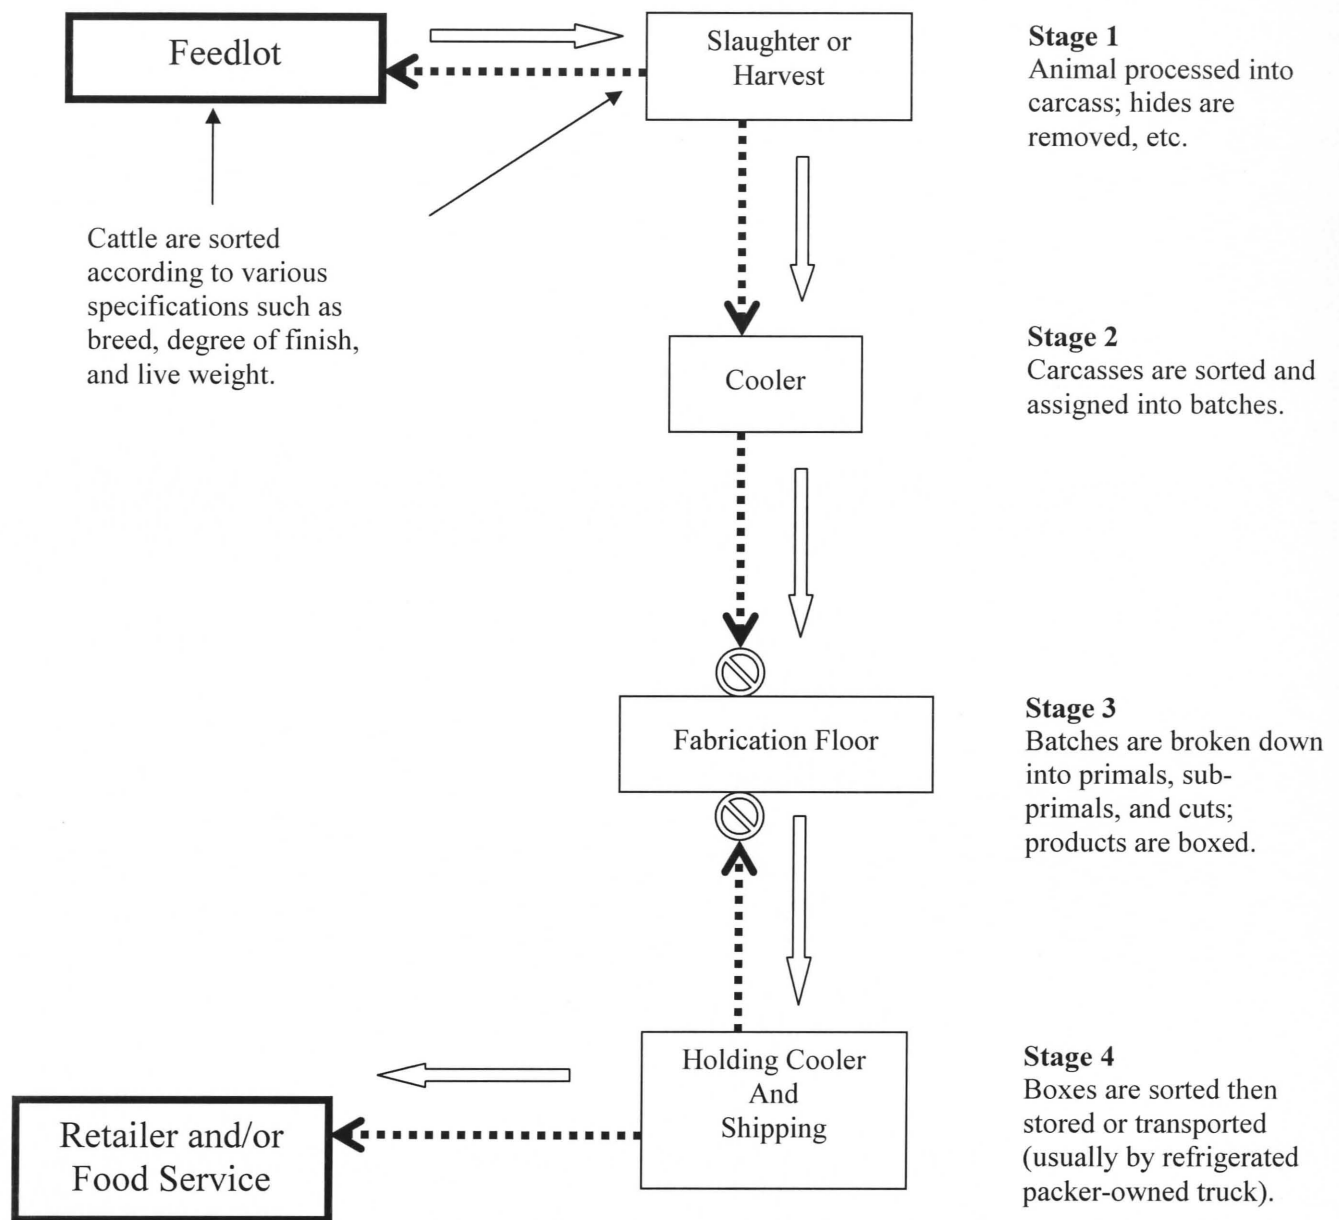 Feedlot
Slaughter or
Harvest
Stage 1
Animal processed into
carcass; hides are
removed, etc.
Cattle are sorted
according to various
specifications such as
breed, degree of finish,
and live weight.
Cooler
Stage 2
Carcasses are sorted and
assigned into batches.
Fabrication Floor
Stage 3
Batches are broken down
into primals, sub-
primals, and cuts;
products are boxed.
Holding Cooler
And
Shipping
Stage 4
Boxes are sorted then
stored or transported
(usually by refrigerated
packer-owned truck).
Retailer and/or
Food Service